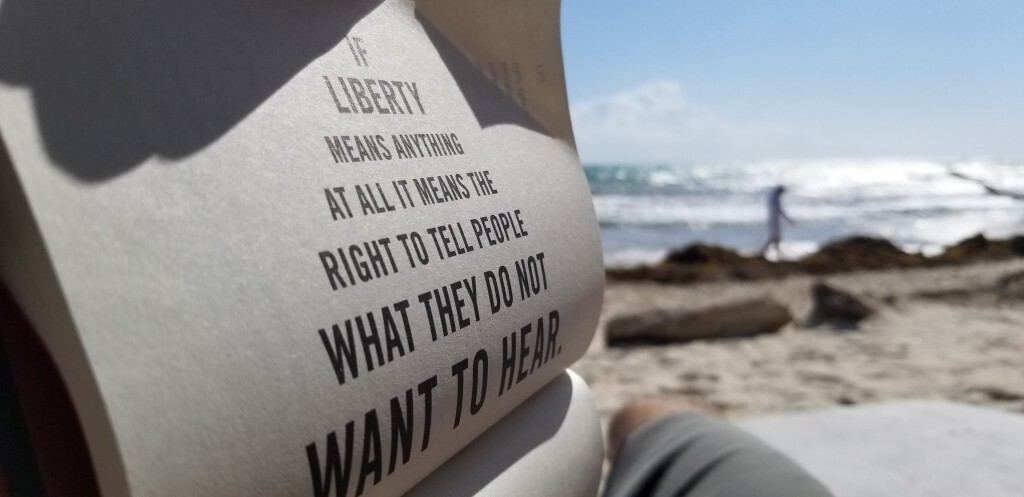 IF
LIBERTY
MEANS ANYTHING
AT ALL IT MEANS THE
RIGHT TO TELL PEOPLE
WHAT THEY DO NOT
WANT TO HEAR.